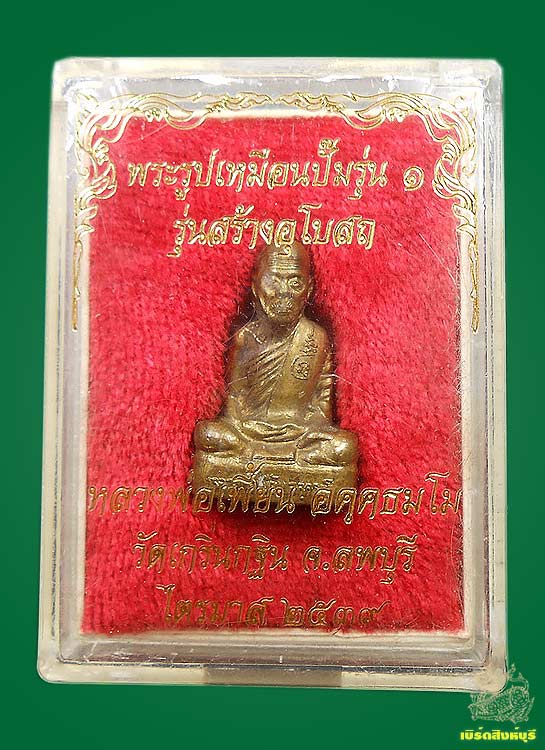 พระรูปเหมือนปั๊มรุ่น ๑
รุ่นสร้างอุโบสถ
หลวงพ่อเพี้ยน อคฺคธมฺโม
วัดเกริ่นกฐิน จ.ลพบุรี
ไตรมาส ๒๕๓๙
เบิร์ดสิงห์บุรี